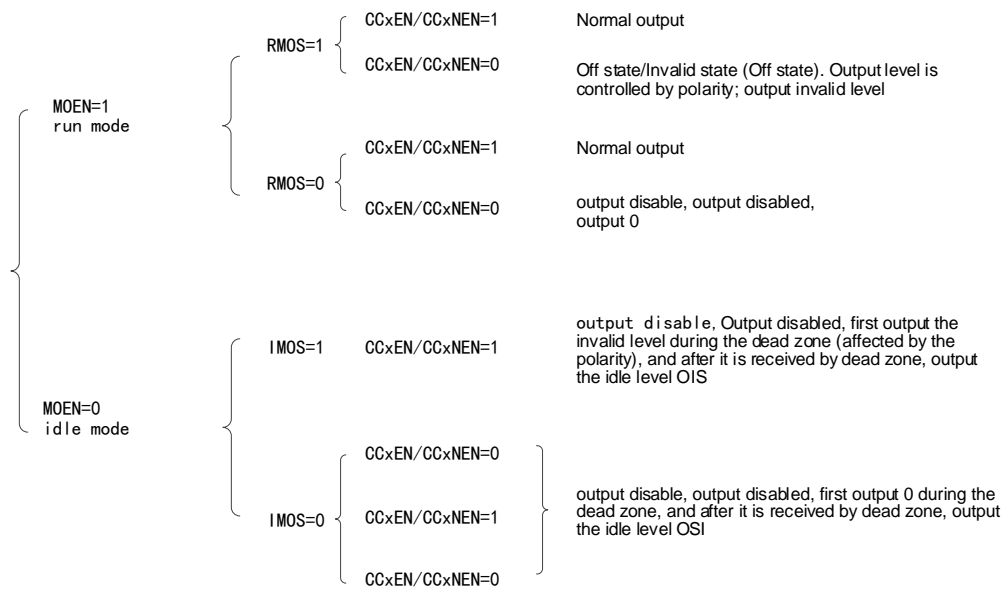 CCxEN/CCxNEN=1 Normal output
RMOS=1
CCxEN/CCxNEN=0 Off state/Invalid state (Off state). Output level is
controlled by polarity; output invalid level
MOEN=1
run mode
CCxEN/CCxNEN=1 Normal output
RMOS=0
CCxEN/CCxNEN=0 output disable, output disabled,
output 0
output disable, Output disabled, first output the
invalid level during the dead zone (affected by the
IMOS=1 CCxEN/CCxNEN=1 polarity), and after it is received by dead zone, output
the idle level OIS
MOEN=0
idle mode
CCxEN/CCxNEN=0
output disable, output disabled, first output 0 during the
IMOS=0 CCxEN/CCxNEN=1 dead zone, and after it is received by dead zone, output
the idle level OSI
CCxEN/CCxNEN=0